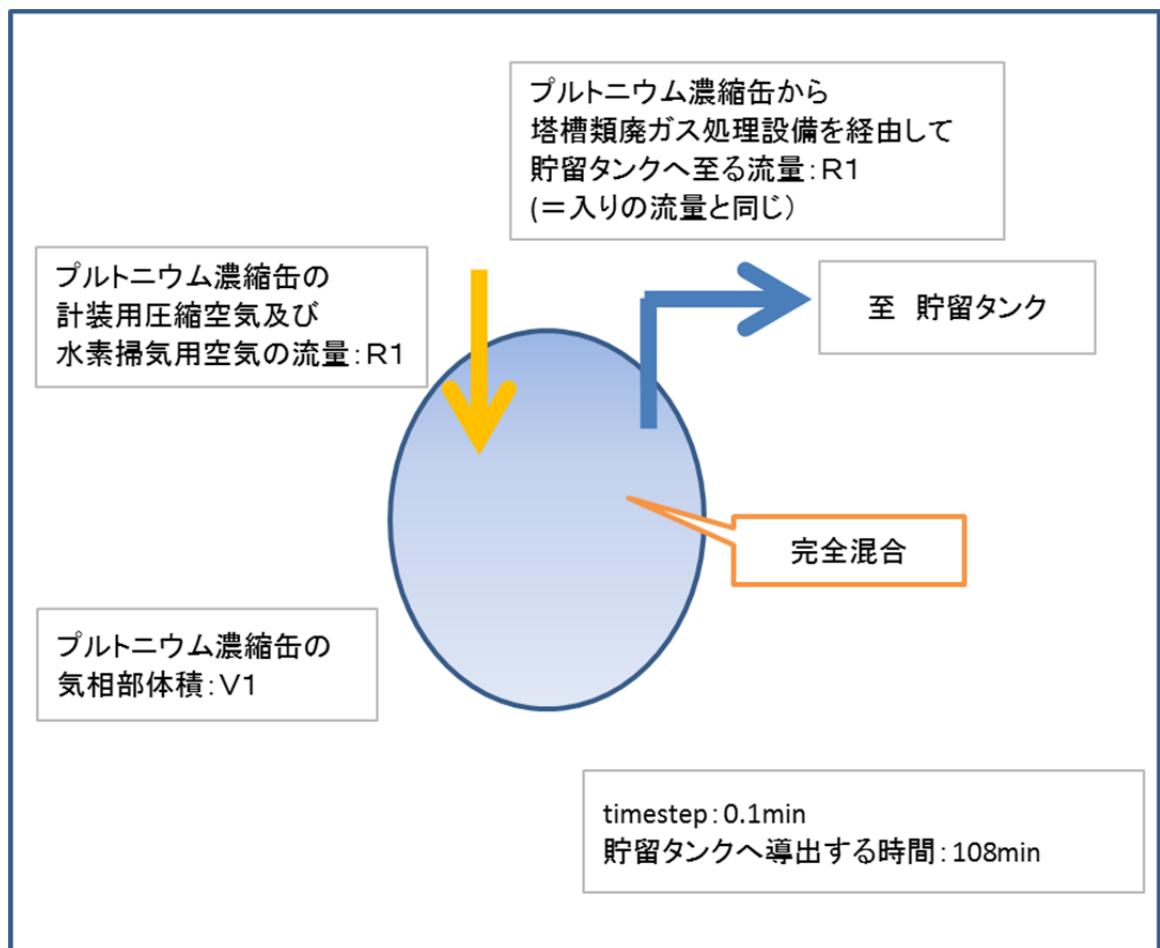 プルトニウム濃縮缶から
塔槽類廃ガス処理設備を経由して
貯留タンクへ至る流量：R1
(＝入りの流量と同じ）
プルトニウム濃縮缶の
計装用圧縮空気及び
水素掃気用空気の流量：R1
至　貯留タンク
完全混合
プルトニウム濃縮缶の
気相部体積：V1
timestep：0.1min
貯留タンクへ導出する時間：108min